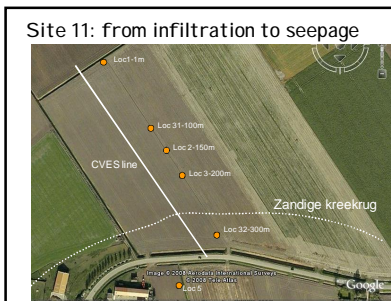 Site 11: from infiltration to seepage
Loc1-1m
Loc 31-100m
Loc 2-150m
CVES line
Loc 3-200m
Zandige kreekrug
Loc 32-300m
Image © 2008 Aerodata International Surveys
© 2008 Tele Atlas
Google
Loc 5